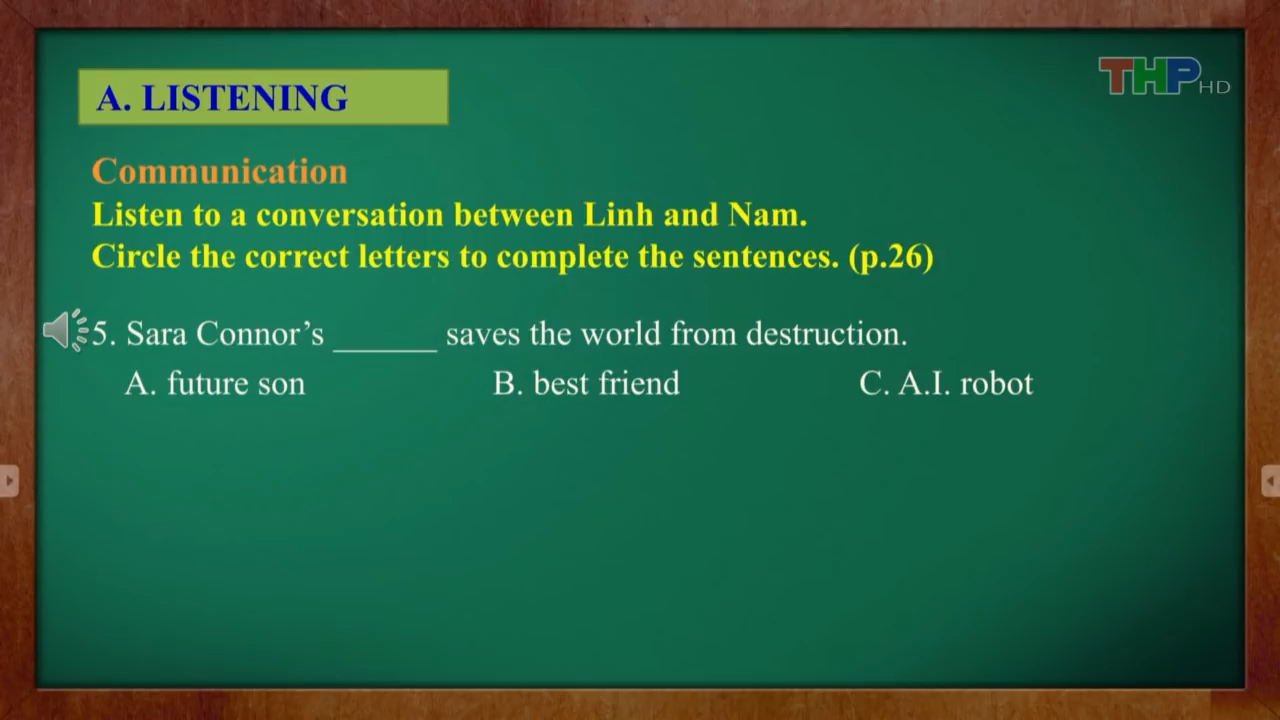 A. LISTENING
THP HD
Communication
Listen to a conversation between Linh and Nam.
Circle the correct letters to complete the sentences. (p.26)
5. Sara Connor’s ______ saves the world from destruction.
A. future son B. best friend C. A.I. robot